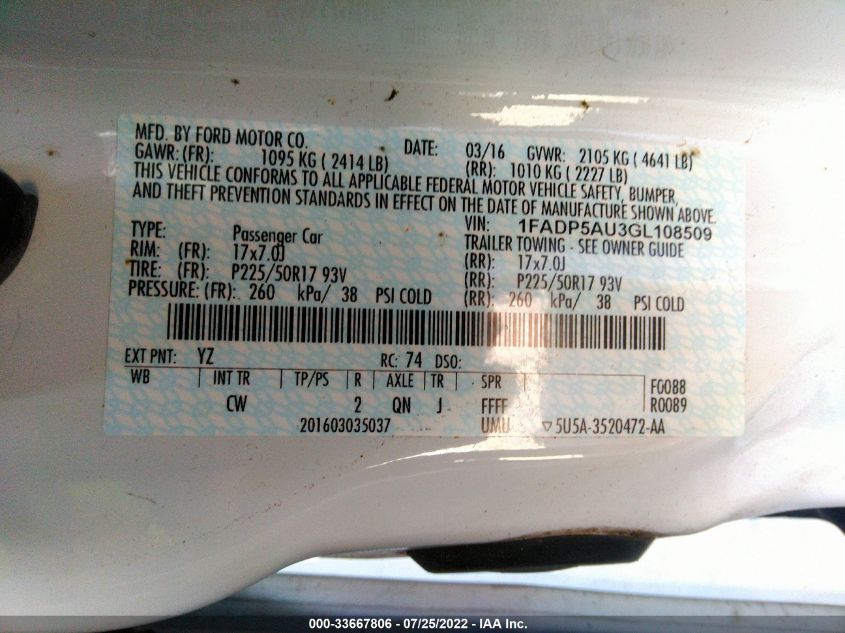 MFD. BY FORD MOTOR CO. DATE: 03/16 GVWR: 2105 KG ( 4641 LB)
GAWR: (FR): 1095 KG ( 2414 LB) (RR): 1010 KG ( 2227 LB)
THIS VEHICLE CONFORMS TO ALL APPLICABLE FEDERAL MOTOR VEHICLE SAFETY, BUMPER,
AND THEFT PREVENTION STANDARDS IN EFFECT ON THE DATE OF MANUFACTURE SHOWN ABOVE.
VIN: 1FADP5AU3GL108509
TYPE: Passenger Car TRAILER TOWING - SEE OWNER GUIDE
RIM: (FR): 17x7.0J (RR): 17x7.0J
TIRE: (FR): P225/50R17 93V (RR): P225/50R17 93V
PRESSURE: (FR): 260 kPa/ 38 PSI COLD (RR): 260 kPa/ 38 PSI COLD
EXT PNT: YZ RC: 74 DSO:
WB INT TR TP/PS R AXLE TR SPR F0088
CW 2 QN J FFFF R0089
201603035037 UMU ▽5U5A-3520472-AA
000-33667806 - 07/25/2022 - IAA Inc.